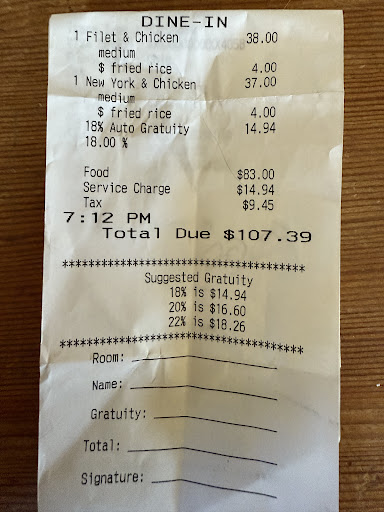 DINE-IN
1 Filet & Chicken 38.00
medium
$ fried rice 4.00
1 New York & Chicken 37.00
medium
$ fried rice 4.00
18% Auto Gratuity 14.94
18.00 %
Food $83.00
Service Charge $14.94
Tax $9.45
7:12 PM
Total Due $107.39
************************************
Suggested Gratuity
18% is $14.94
20% is $16.60
22% is $18.26
************************************
Room:
Name:
Gratuity:
Total:
Signature: